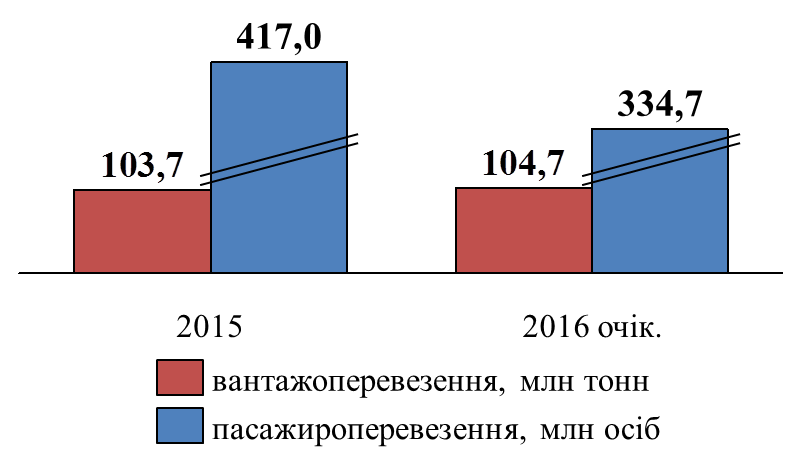 417,0
334,7
103,7
104,7
2015
2016 очік.
вантажоперевезення, млн тонн
пасажироперевезення, млн осіб